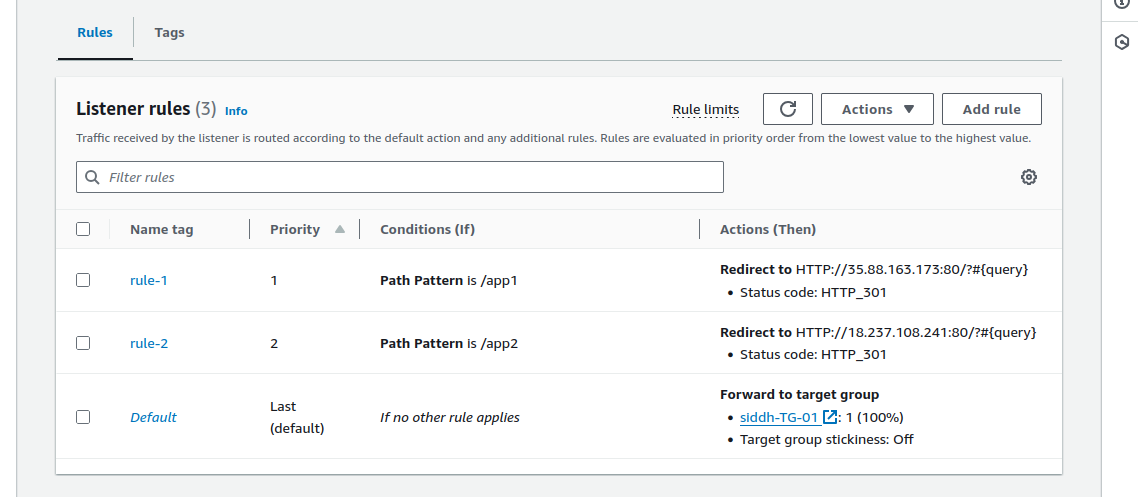 Rules Tags
Listener rules (3) Info
Rule limits Actions Add rule
Traffic received by the listener is routed according to the default action and any additional rules. Rules are evaluated in priority order from the lowest value to the highest value.
Filter rules
Name tag Priority Conditions (If) Actions (Then)
rule-1 1 Path Pattern is /app1 Redirect to HTTP://35.88.163.173:80/?#{query}
• Status code: HTTP_301
rule-2 2 Path Pattern is /app2 Redirect to HTTP://18.237.108.241:80/?#{query}
• Status code: HTTP_301
Default Last (default) If no other rule applies Forward to target group
• siddh-TG-01 : 1 (100%)
• Target group stickiness: Off